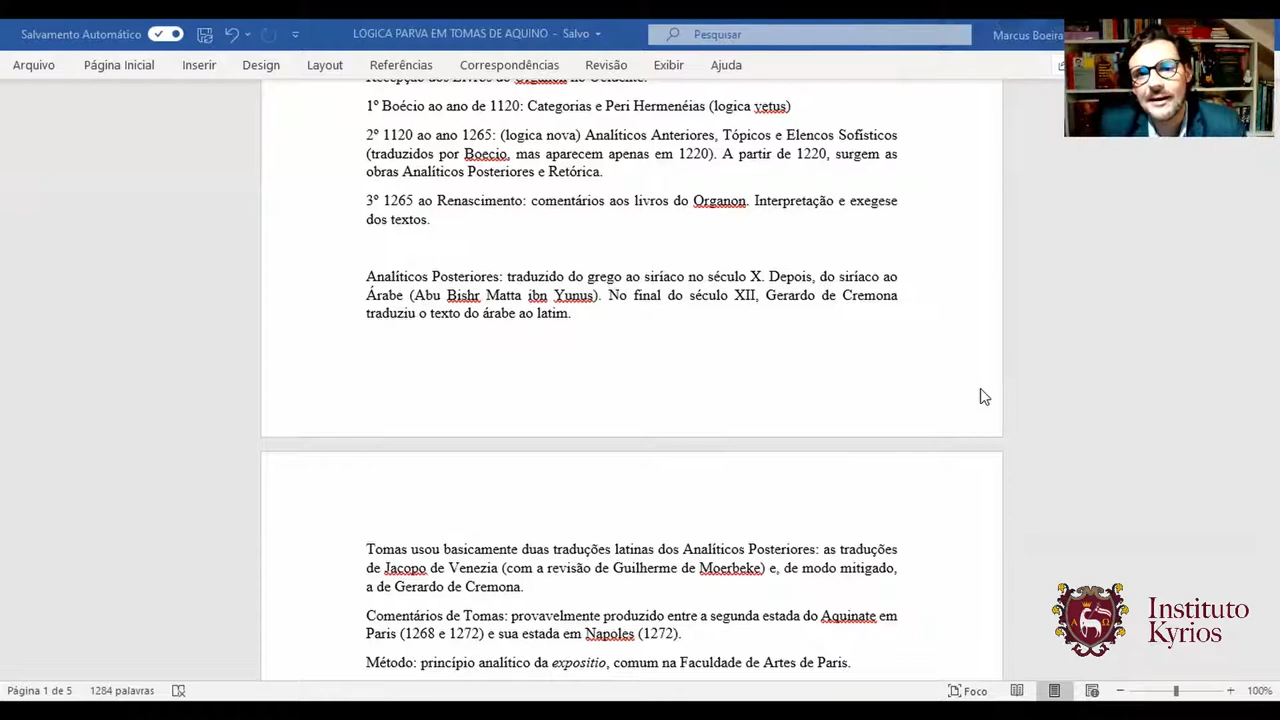 Salvamento Automático
LOGICA PARVA EM TOMAS DE AQUINO - Salvo
Pesquisar
Marcus Boeira
Arquivo Página Inicial Inserir Design Layout Referências Correspondências Revisão Exibir Ajuda
Recepção dos Livros do Organon no Ocidente.
1º Boécio ao ano de 1120: Categorias e Peri Hermenéias (logica vetus)
2º 1120 ao ano 1265: (logica nova) Analíticos Anteriores, Tópicos e Elencos Sofísticos
(traduzidos por Boecio, mas aparecem apenas em 1220). A partir de 1220, surgem as
obras Analíticos Posteriores e Retórica.
3º 1265 ao Renascimento: comentários aos livros do Organon. Interpretação e exegese
dos textos.
Analíticos Posteriores: traduzido do grego ao siríaco no século X. Depois, do siríaco ao
Árabe (Abu Bishr Matta ibn Yunus). No final do século XII, Gerardo de Cremona
traduziu o texto do árabe ao latim.
Tomas usou basicamente duas traduções latinas dos Analíticos Posteriores: as traduções
de Jacopo de Venezia (com a revisão de Guilherme de Moerbeke) e, de modo mitigado,
a de Gerardo de Cremona.
Comentários de Tomas: provavelmente produzido entre a segunda estada do Aquinate em
Paris (1268 e 1272) e sua estada em Napoles (1272).
Método: princípio analítico da expositio, comum na Faculdade de Artes de Paris.
Α Ω
Instituto
Kyrios
Página 1 de 5 1284 palavras
Foco
100%